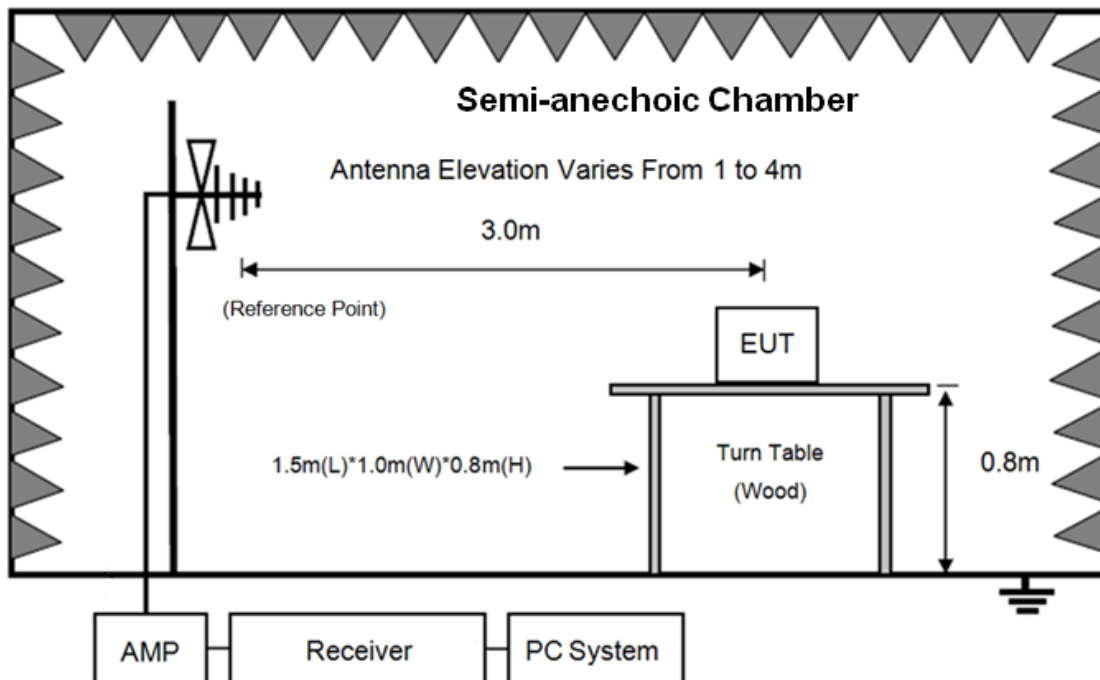 Semi-anechoic Chamber
Antenna Elevation Varies From 1 to 4m
3.0m
(Reference Point)
EUT
1.5m(L)*1.0m(W)*0.8m(H)
Turn Table
(Wood)
0.8m
AMP
Receiver
PC System